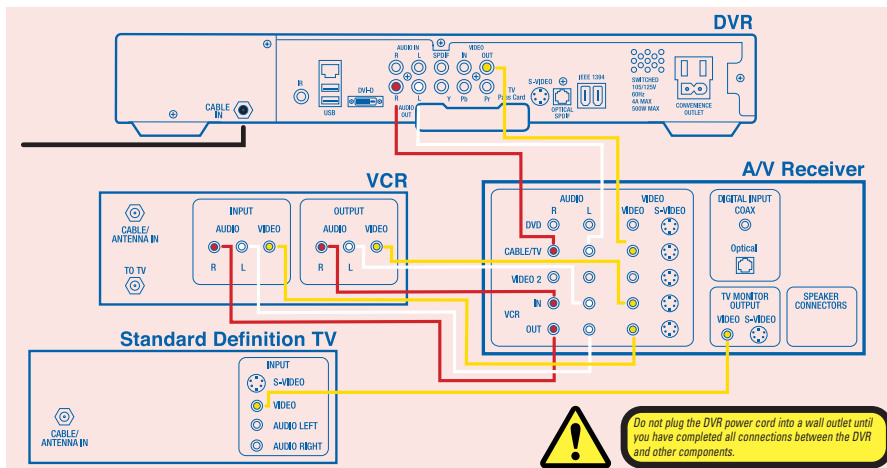 DVR
AUDIO IN
R L SPDIF
VIDEO
IN OUT
IR
USB
DVI-D
R L Y Pb Pr
AUDIO
OUT
TV
Pass Card
S-VIDEO
OPTICAL
SPDIF
IEEE 1394
SWITCHED
105/125V
60Hz
4A MAX
500W MAX
CONVENIENCE
OUTLET
CABLE
IN
VCR
CABLE/
ANTENNA IN
TO TV
INPUT
AUDIO VIDEO
R L
OUTPUT
AUDIO VIDEO
R L
A/V Receiver
AUDIO
R L
VIDEO
VIDEO S-VIDEO
DVD
CABLE/TV
VIDEO 2
IN
VCR
OUT
DIGITAL INPUT
COAX
Optical
TV MONITOR
OUTPUT
VIDEO S-VIDEO
SPEAKER
CONNECTORS
Standard Definition TV
CABLE/
ANTENNA IN
INPUT
S-VIDEO
VIDEO
AUDIO LEFT
AUDIO RIGHT
!
Do not plug the DVR power cord into a wall outlet until
you have completed all connections between the DVR
and other components.